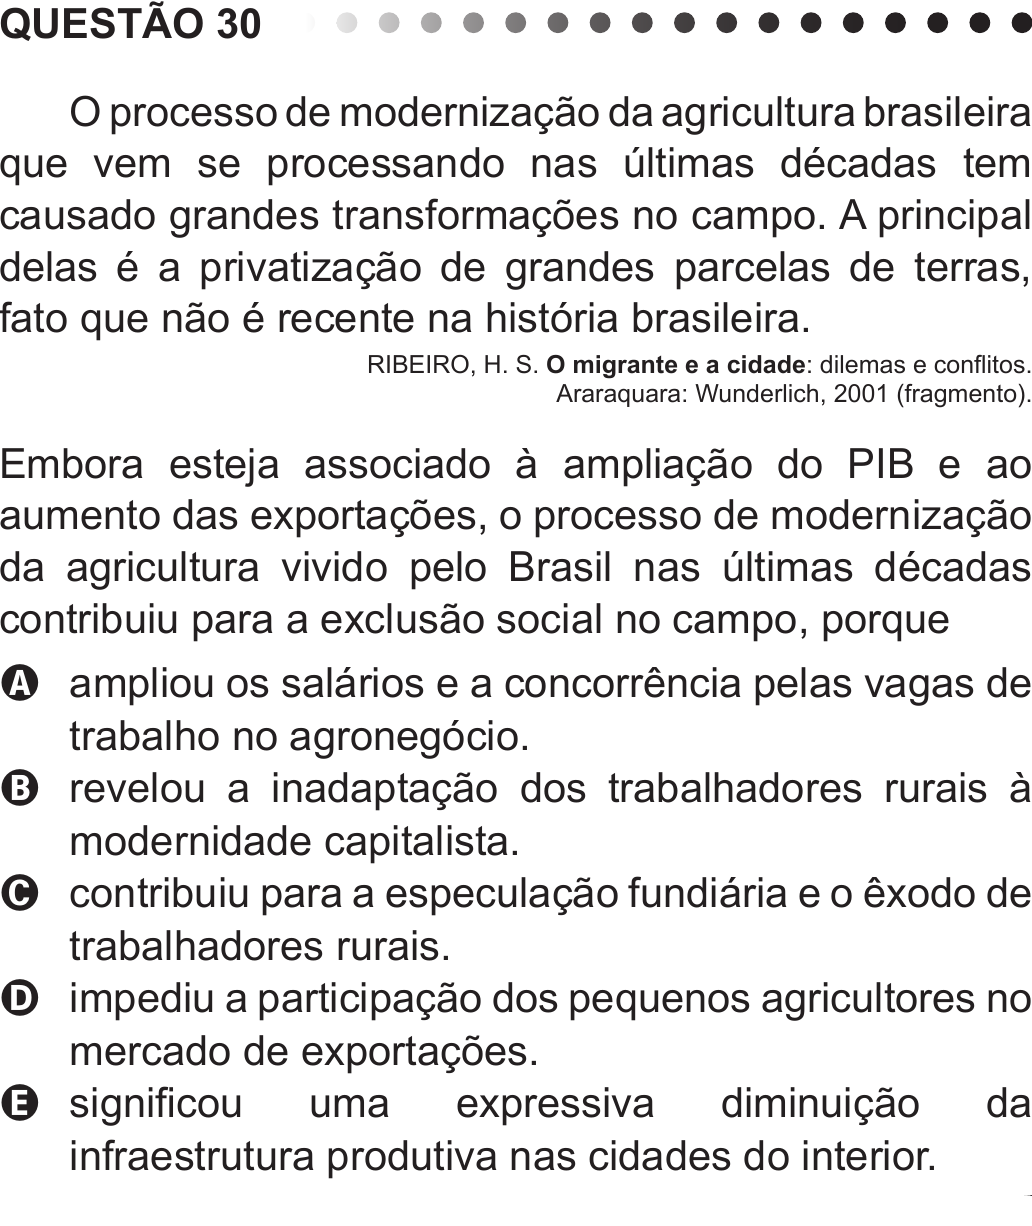 QUESTÃO 30
O processo de modernização da agricultura brasileira
que vem se processando nas últimas décadas tem
causado grandes transformações no campo. A principal
delas é a privatização de grandes parcelas de terras,
fato que não é recente na história brasileira.
RIBEIRO, H. S. O migrante e a cidade: dilemas e conflitos.
Araraquara: Wunderlich, 2001 (fragmento).
Embora esteja associado à ampliação do PIB e ao
aumento das exportações, o processo de modernização
da agricultura vivido pelo Brasil nas últimas décadas
contribuiu para a exclusão social no campo, porque
A ampliou os salários e a concorrência pelas vagas de
trabalho no agronegócio.
B revelou a inadaptação dos trabalhadores rurais à
modernidade capitalista.
C contribuiu para a especulação fundiária e o êxodo de
trabalhadores rurais.
D impediu a participação dos pequenos agricultores no
mercado de exportações.
E significou uma expressiva diminuição da
infraestrutura produtiva nas cidades do interior.